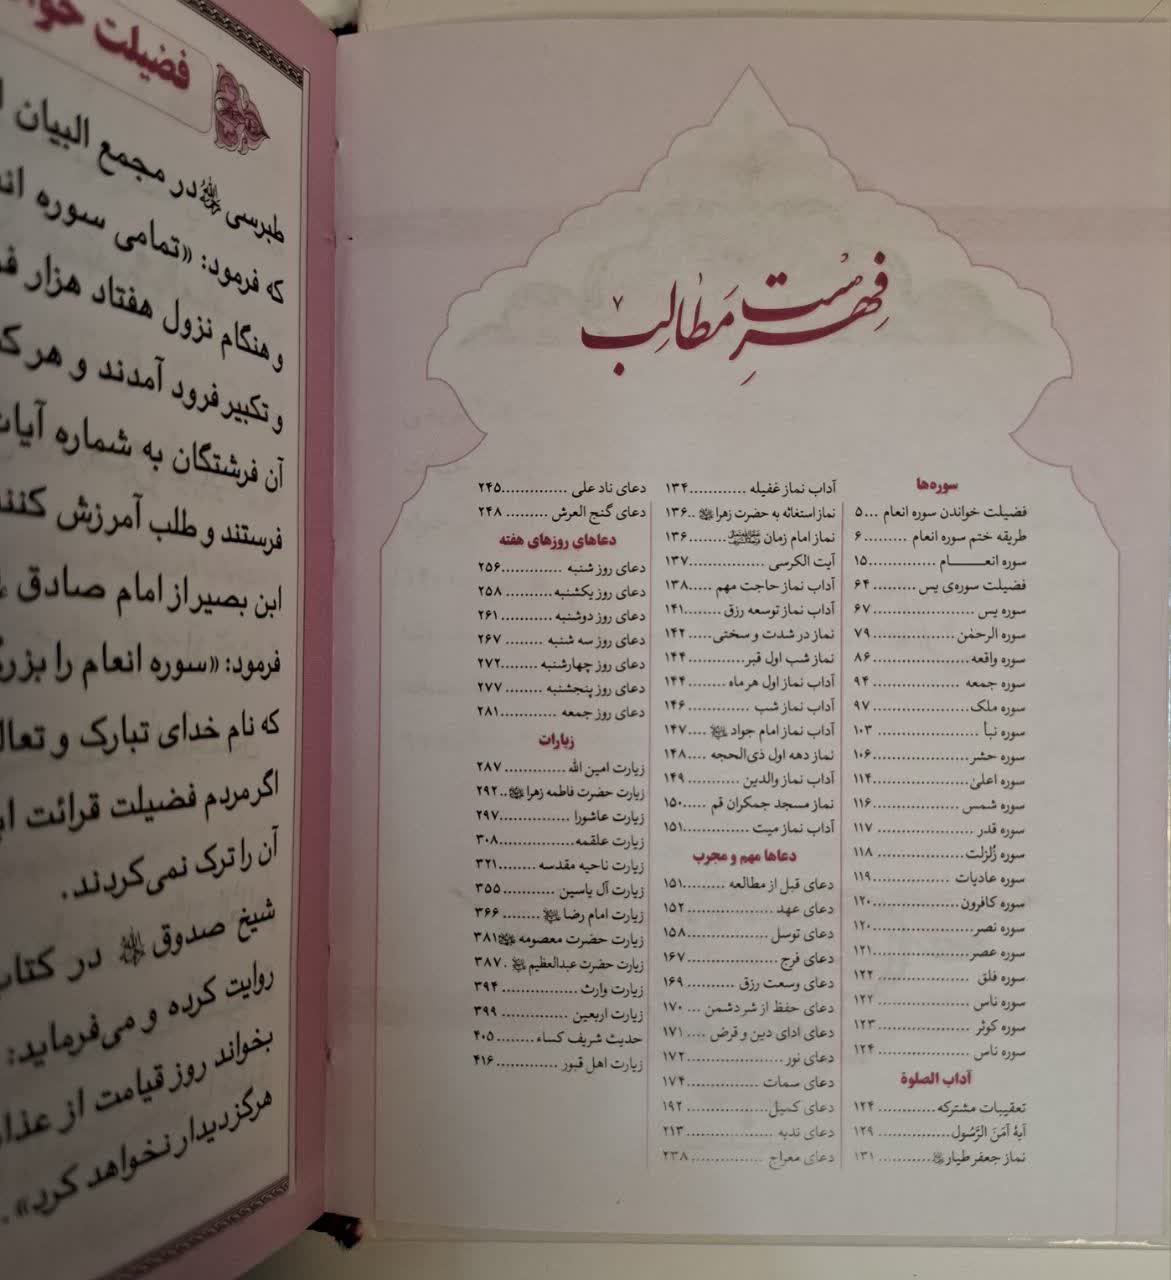 فهرست مطالب
سوره‌ها
فضیلت خواندن سوره انعام ...۵
طریقه ختم سوره انعام .........۶
سوره انعـــــام ..............۱۵
فضیلت سوره‌ی یس ..........۶۴
سوره یس .....................۶۷
سوره الرحمٰن ................۷۹
سوره واقعه...................۸۶
سوره جمعه ..................۹۴
سوره ملک....................۹۷
سوره نبأ ....................۱۰۳
سوره حشر..................۱۰۶
سوره اعلیٰ...................۱۱۴
سوره شمس .................۱۱۶
سوره قدر ...................۱۱۷
سوره زُلزلت ................۱۱۸
سوره عادیات ...............۱۱۹
سوره کافرون................۱۲۰
سوره نصر...................۱۲۰
سوره عصر..................۱۲۱
سوره فلق ..................۱۲۲
سوره ناس ..................۱۲۲
سوره کوثر ..................۱۲۳
سوره ناس ..................۱۲۴
آداب الصلوة
تعقیبات مشترکه ............۱۲۴
آیهٔ آمَنَ الرَّسُول..............۱۲۹
نماز جعفر طیار ...........۱۳۱
آداب نماز غفیله ............۱۳۴
نماز استغاثه به حضرت زهرا ..۱۳۶
نماز امام زمان ........۱۳۶
آیت الکرسی ................۱۳۷
آداب نماز حاجت مهم ......۱۳۸
آداب نماز توسعه رزق .......۱۴۱
نماز در شدت و سختی.....۱۴۲
نماز شب اول قبر............۱۴۴
آداب نماز اول هر ماه ........۱۴۴
آداب نماز شب .............۱۴۶
آداب نماز امام جواد ....۱۴۷
نماز دهه اول ذی‌الحجه ....۱۴۸
آداب نماز والدین ...........۱۴۹
نماز مسجد جمکران قم .....۱۵۰
آداب نماز میت ..............۱۵۱
دعاها مهم و مجرب
دعای قبل از مطالعه .........۱۵۱
دعای عهد ..................۱۵۲
دعای توسل .................۱۵۸
دعای فرج ...................۱۶۷
دعای وسعت رزق ..........۱۶۹
دعای حفظ از شر دشمن ...۱۷۰
دعای ادای دین و قرض ....۱۷۱
دعای نور ...................۱۷۲
دعای سمات ................۱۷۴
دعای کمیل.................۱۹۲
دعای ندبه ..................۲۱۳
دعای معراج ................۲۳۸
دعای ناد علی ..............۲۴۵
دعای گنج العرش ..........۲۴۸
دعاهای روزهای هفته
دعای روز شنبه .............۲۵۶
دعای روز یکشنبه...........۲۵۸
دعای روز دوشنبه ...........۲۶۱
دعای روز سه شنبه .........۲۶۷
دعای روز چهارشنبه ........۲۷۲
دعای روز پنجشنبه .........۲۷۷
دعای روز جمعه ............۲۸۱
زیارات
زیارت امین الله .............۲۸۷
زیارت حضرت فاطمه زهرا ..۲۹۲
زیارت عاشورا ...............۲۹۷
زیارت علقمه................۳۰۸
زیارت ناحیه مقدسه ........۳۲۱
زیارت آل یاسین ...........۳۵۵
زیارت امام رضا ........۳۶۶
زیارت حضرت معصومه ۳۸۱
زیارت حضرت عبدالعظیم .۳۸۷
زیارت وارث ................۳۹۴
زیارت اربعین ..............۳۹۹
حدیث شریف کساء ........۴۰۵
زیارت اهل قبور .............۴۱۶
فضیلت
طبرسی در مجمع البیان
که فرمود: «تمامی سوره
و هنگام نزول هفتاد هزار
و تکبیر فرود آمدند و هر
آن فرشتگان به شماره
فرستند و طلب آمرزش
ابن بصیر از امام صادق
فرمود: «سوره انعام را
که نام خدای تبارک و
اگر مردم فضیلت قرائت
آن را ترک نمی‌کردند.
شیخ صدوق در
روایت کرده و می‌فرماید:
بخواند روز قیامت از
هرگز دیدار نخواهد کرد».